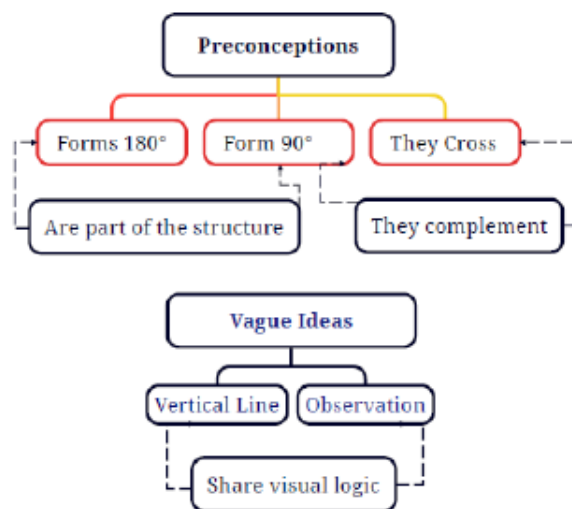 Preconceptions
Forms 180°
Form 90°
They Cross
Are part of the structure
They complement
Vague Ideas
Vertical Line
Observation
Share visual logic